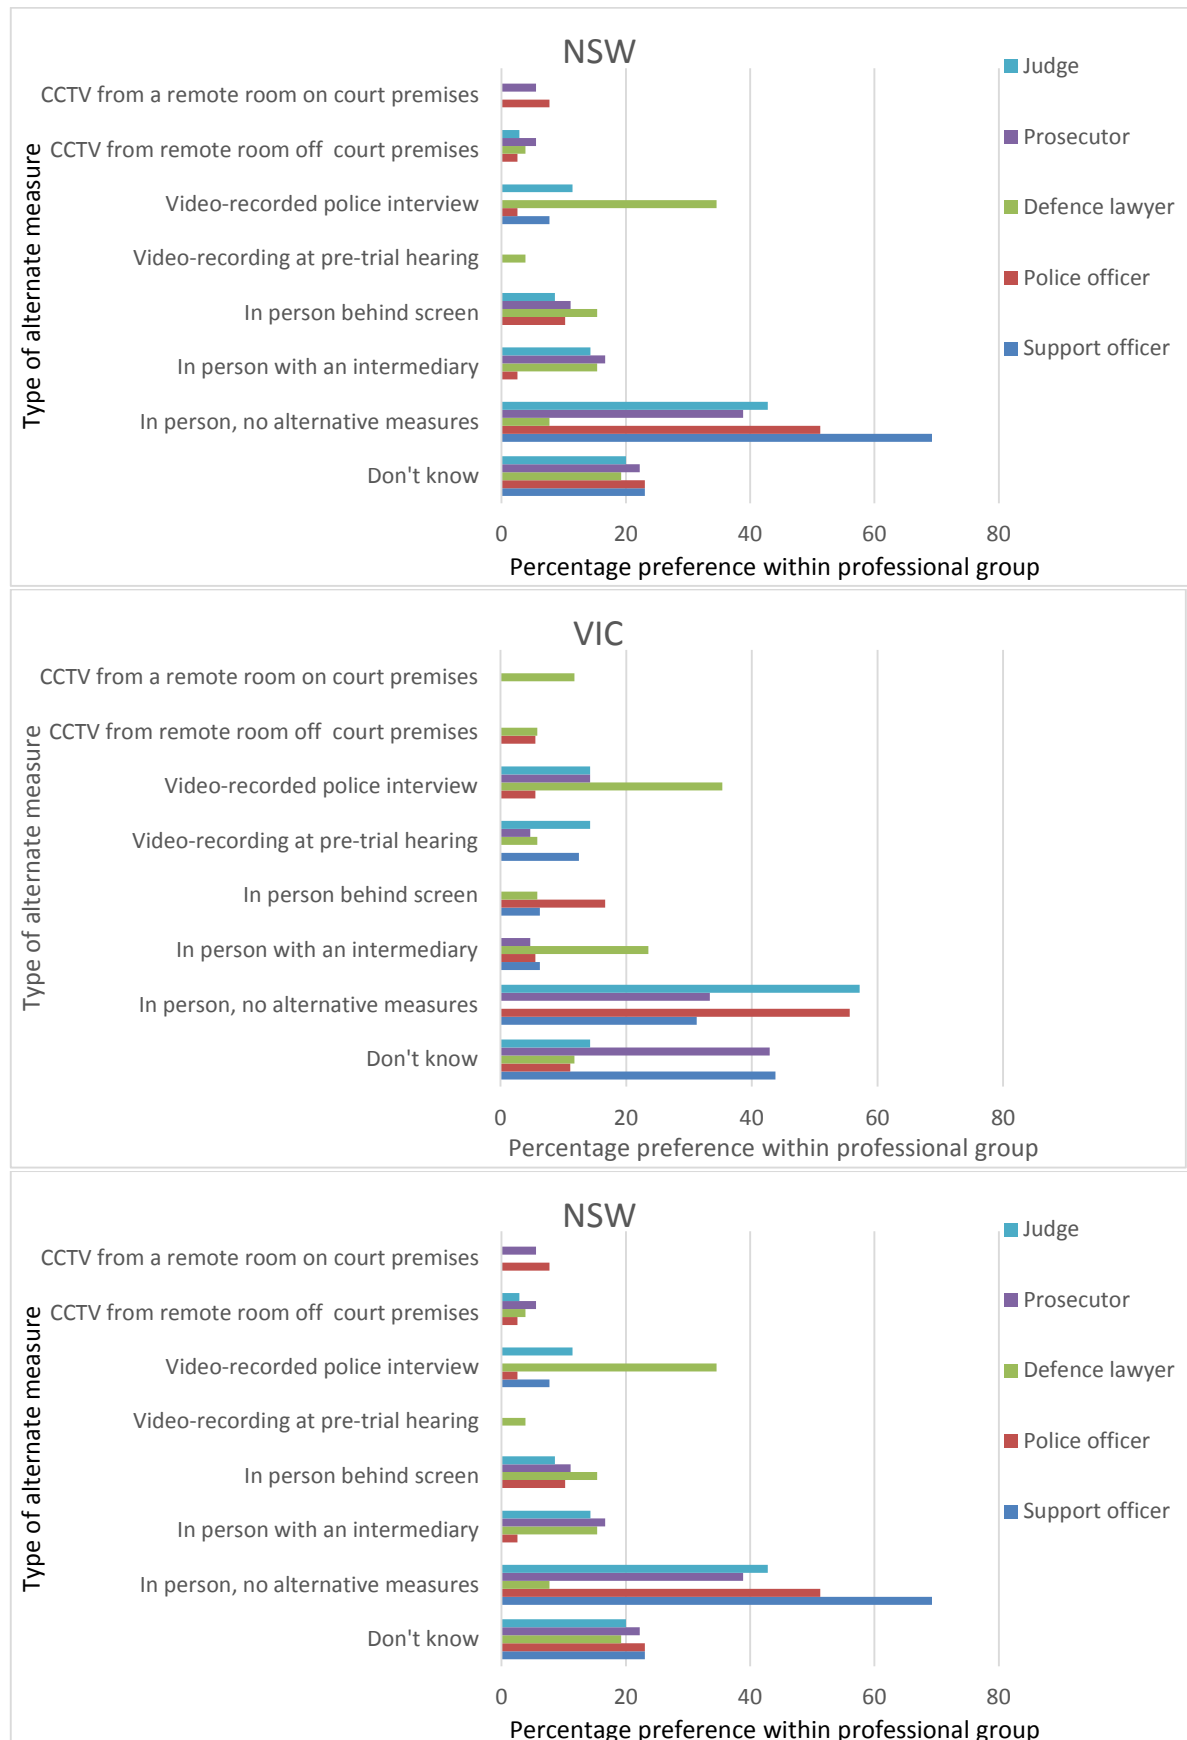 NSW
Judge
Prosecutor
Defence lawyer
Police officer
Support officer
Type of alternate measure
CCTV from a remote room on court premises
CCTV from remote room off  court premises
Video-recorded police interview
Video-recording at pre-trial hearing
In person behind screen
In person with an intermediary
In person, no alternative measures
Don't know
0 20 40 60 80
Percentage preference within professional group
VIC
Type of alternate measure
CCTV from a remote room on court premises
CCTV from remote room off  court premises
Video-recorded police interview
Video-recording at pre-trial hearing
In person behind screen
In person with an intermediary
In person, no alternative measures
Don't know
0 20 40 60 80
Percentage preference within professional group
NSW
Judge
Prosecutor
Defence lawyer
Police officer
Support officer
Type of alternate measure
CCTV from a remote room on court premises
CCTV from remote room off  court premises
Video-recorded police interview
Video-recording at pre-trial hearing
In person behind screen
In person with an intermediary
In person, no alternative measures
Don't know
0 20 40 60 80
Percentage preference within professional group